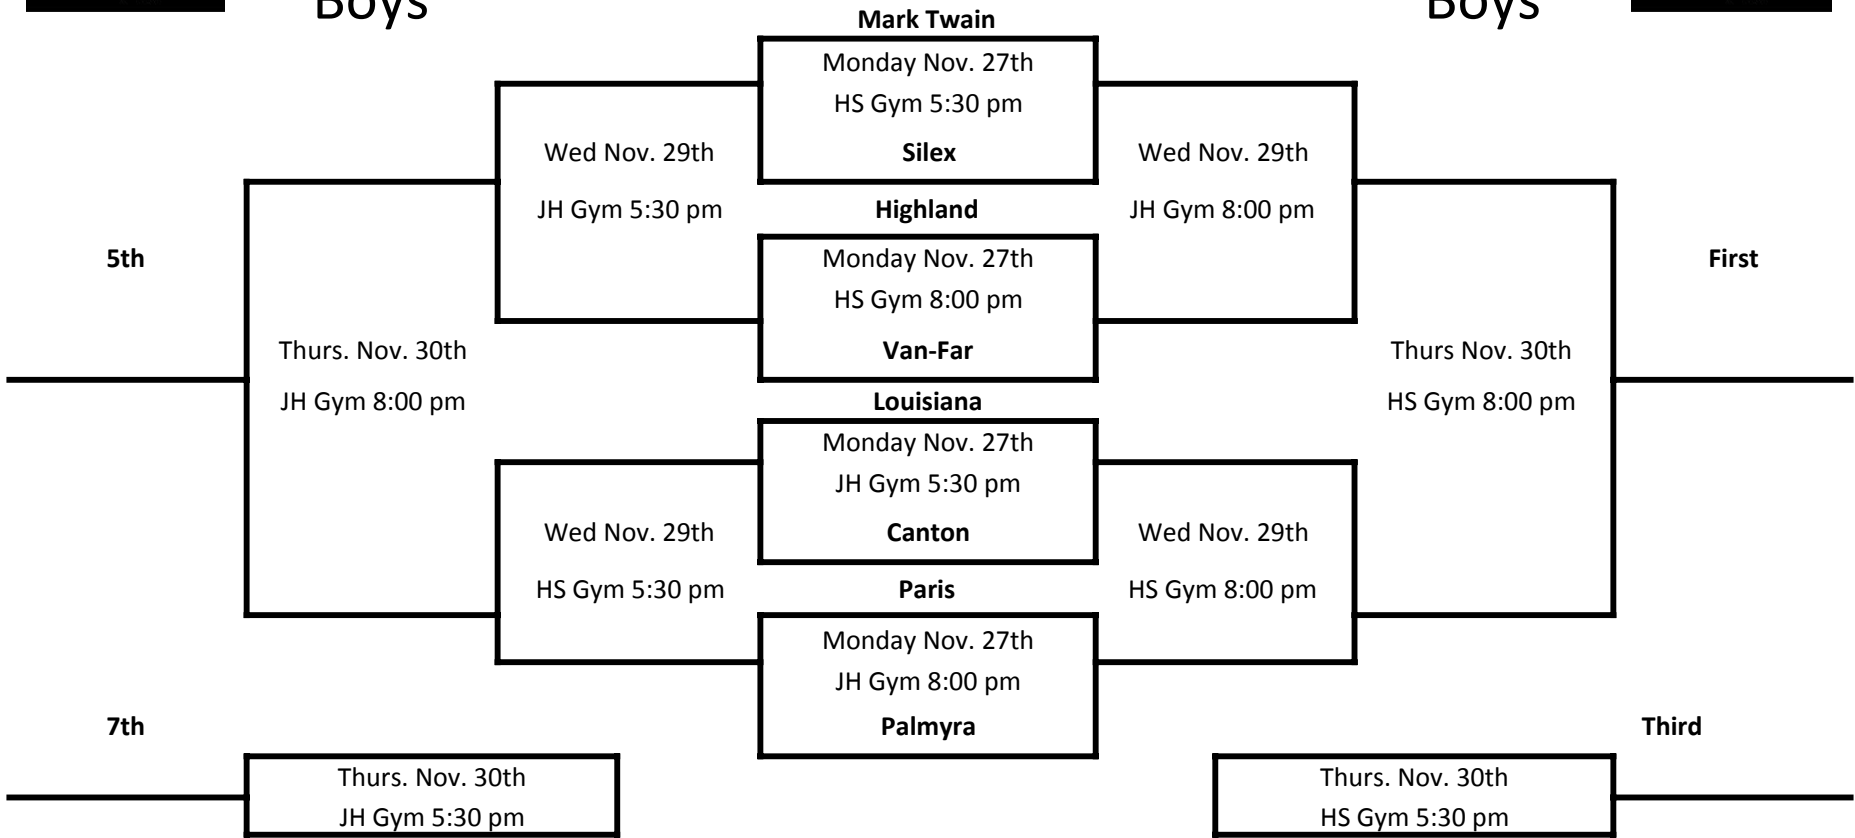 Boys
Boys
Mark Twain
Monday Nov. 27th
HS Gym 5:30 pm
Wed Nov. 29th
Silex
Wed Nov. 29th
JH Gym 5:30 pm
Highland
JH Gym 8:00 pm
5th
Monday Nov. 27th
First
HS Gym 8:00 pm
Thurs. Nov. 30th
Van-Far
Thurs Nov. 30th
JH Gym 8:00 pm
Louisiana
HS Gym 8:00 pm
Monday Nov. 27th
JH Gym 5:30 pm
Wed Nov. 29th
Canton
Wed Nov. 29th
HS Gym 5:30 pm
Paris
HS Gym 8:00 pm
Monday Nov. 27th
JH Gym 8:00 pm
7th
Palmyra
Third
Thurs. Nov. 30th
Thurs. Nov. 30th
JH Gym 5:30 pm
HS Gym 5:30 pm